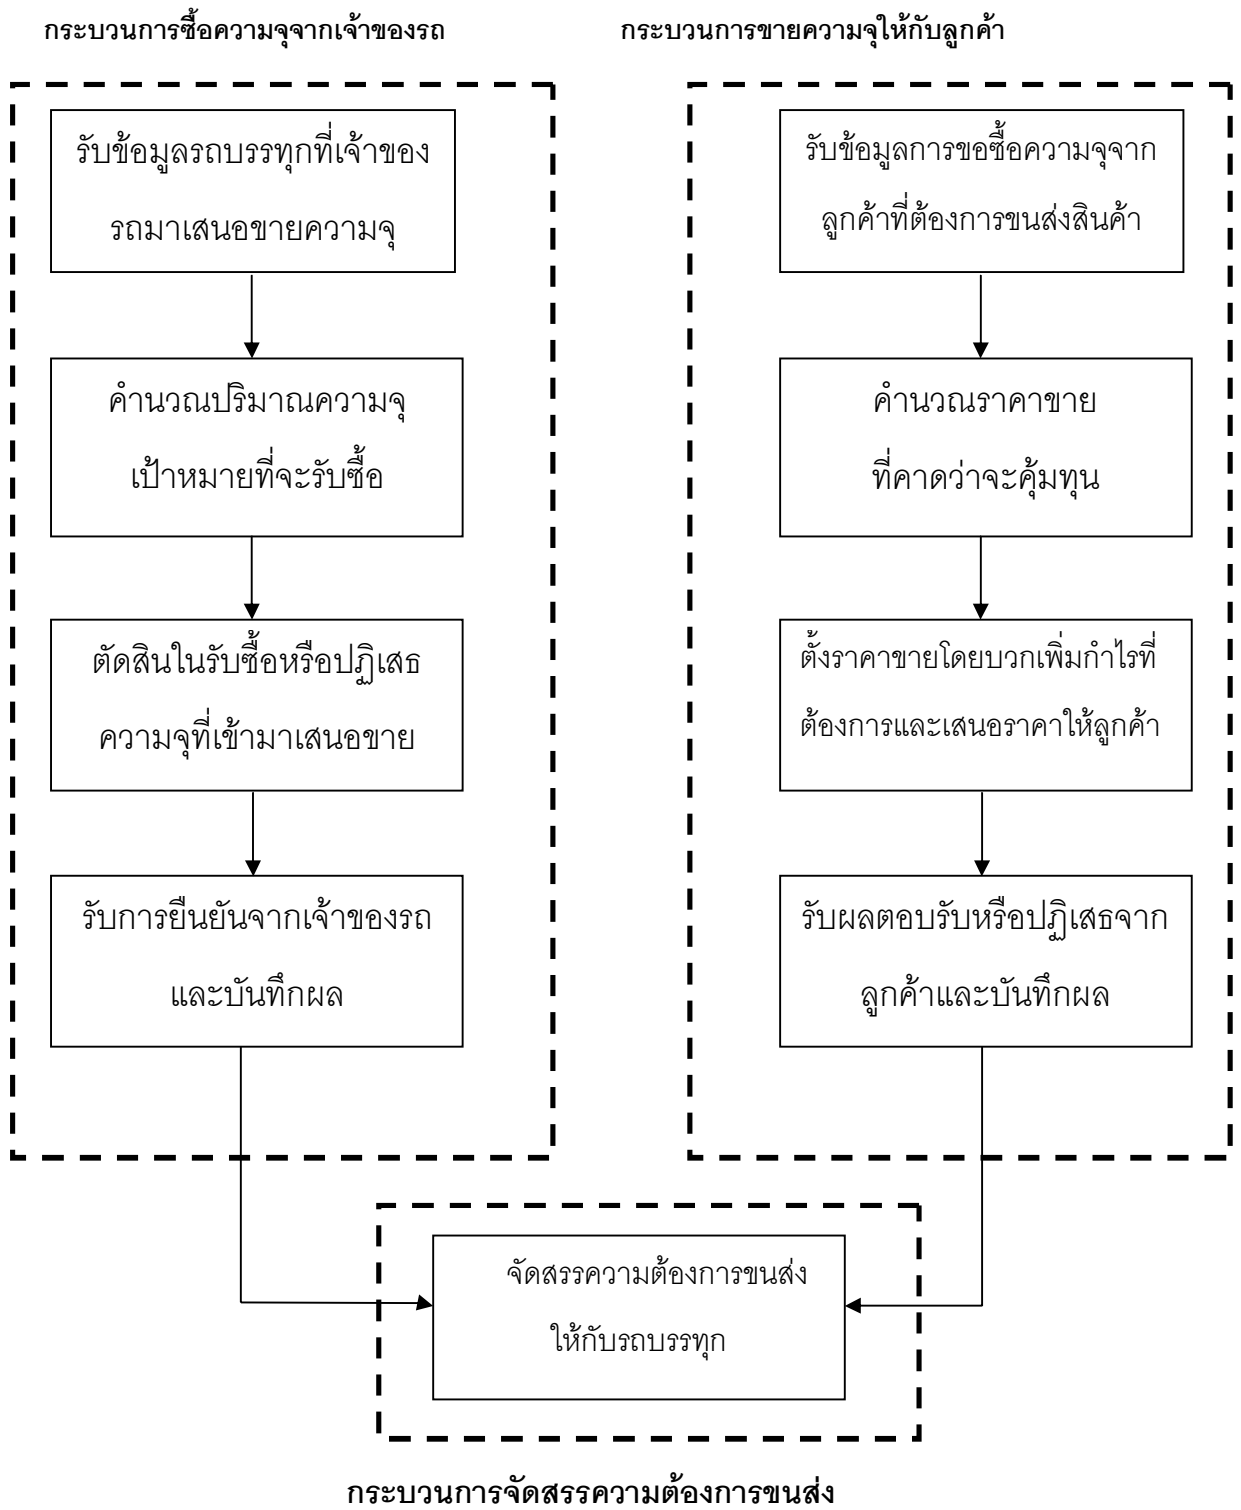 กระบวนการซื้อความจุจากเจ้าของรถ
รับข้อมูลรถบรรทุกที่เจ้าของ
รถมาเสนอขายความจุ
คำนวณปริมาณความจุ
เป้าหมายที่จะรับซื้อ
ตัดสินในรับซื้อหรือปฏิเสธ
ความจุที่เข้ามาเสนอขาย
รับการยืนยันจากเจ้าของรถ
และบันทึกผล
กระบวนการขายความจุให้กับลูกค้า
รับข้อมูลการขอซื้อความจุจาก
ลูกค้าที่ต้องการขนส่งสินค้า
คำนวณราคาขาย
ที่คาดว่าจะคุ้มทุน
ตั้งราคาขายโดยบวกเพิ่มกำไรที่
ต้องการและเสนอราคาให้ลูกค้า
รับผลตอบรับหรือปฏิเสธจาก
ลูกค้าและบันทึกผล
จัดสรรความต้องการขนส่ง
ให้กับรถบรรทุก
กระบวนการจัดสรรความต้องการขนส่ง